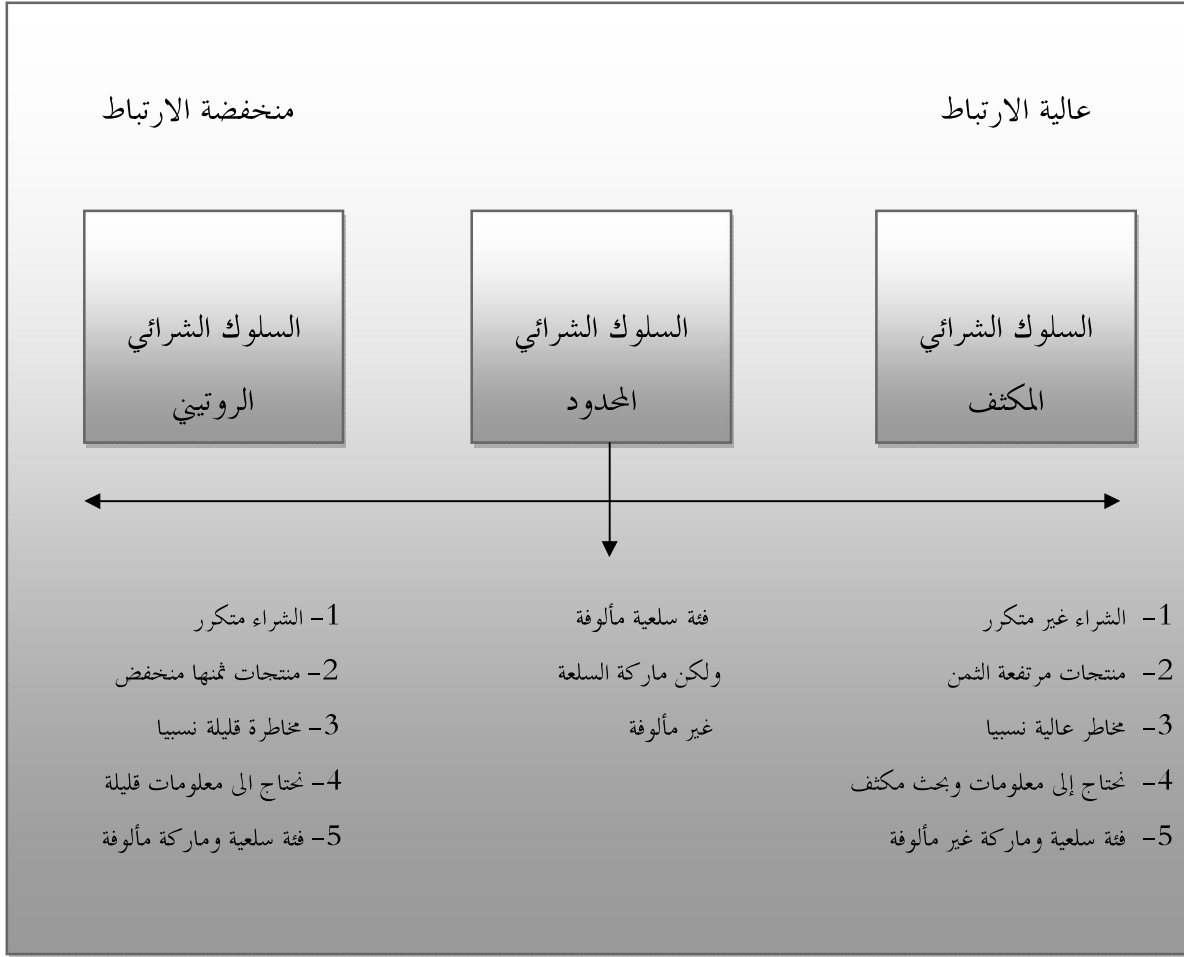 عالية الارتباط
منخفضة الارتباط
السلوك الشرائي
المكثف
السلوك الشرائي
المحدود
السلوك الشرائي
الروتيني
1- الشراء غير متكرر
2- منتجات مرتفعة الثمن
3- مخاطر عالية نسبيا
4- نحتاج إلى معلومات وبحث مكثف
5- فئة سلعية وماركة غير مألوفة
فئة سلعية مألوفة
ولكن ماركة السلعة
غير مألوفة
1- الشراء متكرر
2- منتجات ثمنها منخفض
3- مخاطرة قليلة نسبيا
4- نحتاج الى معلومات قليلة
5- فئة سلعية وماركة مألوفة